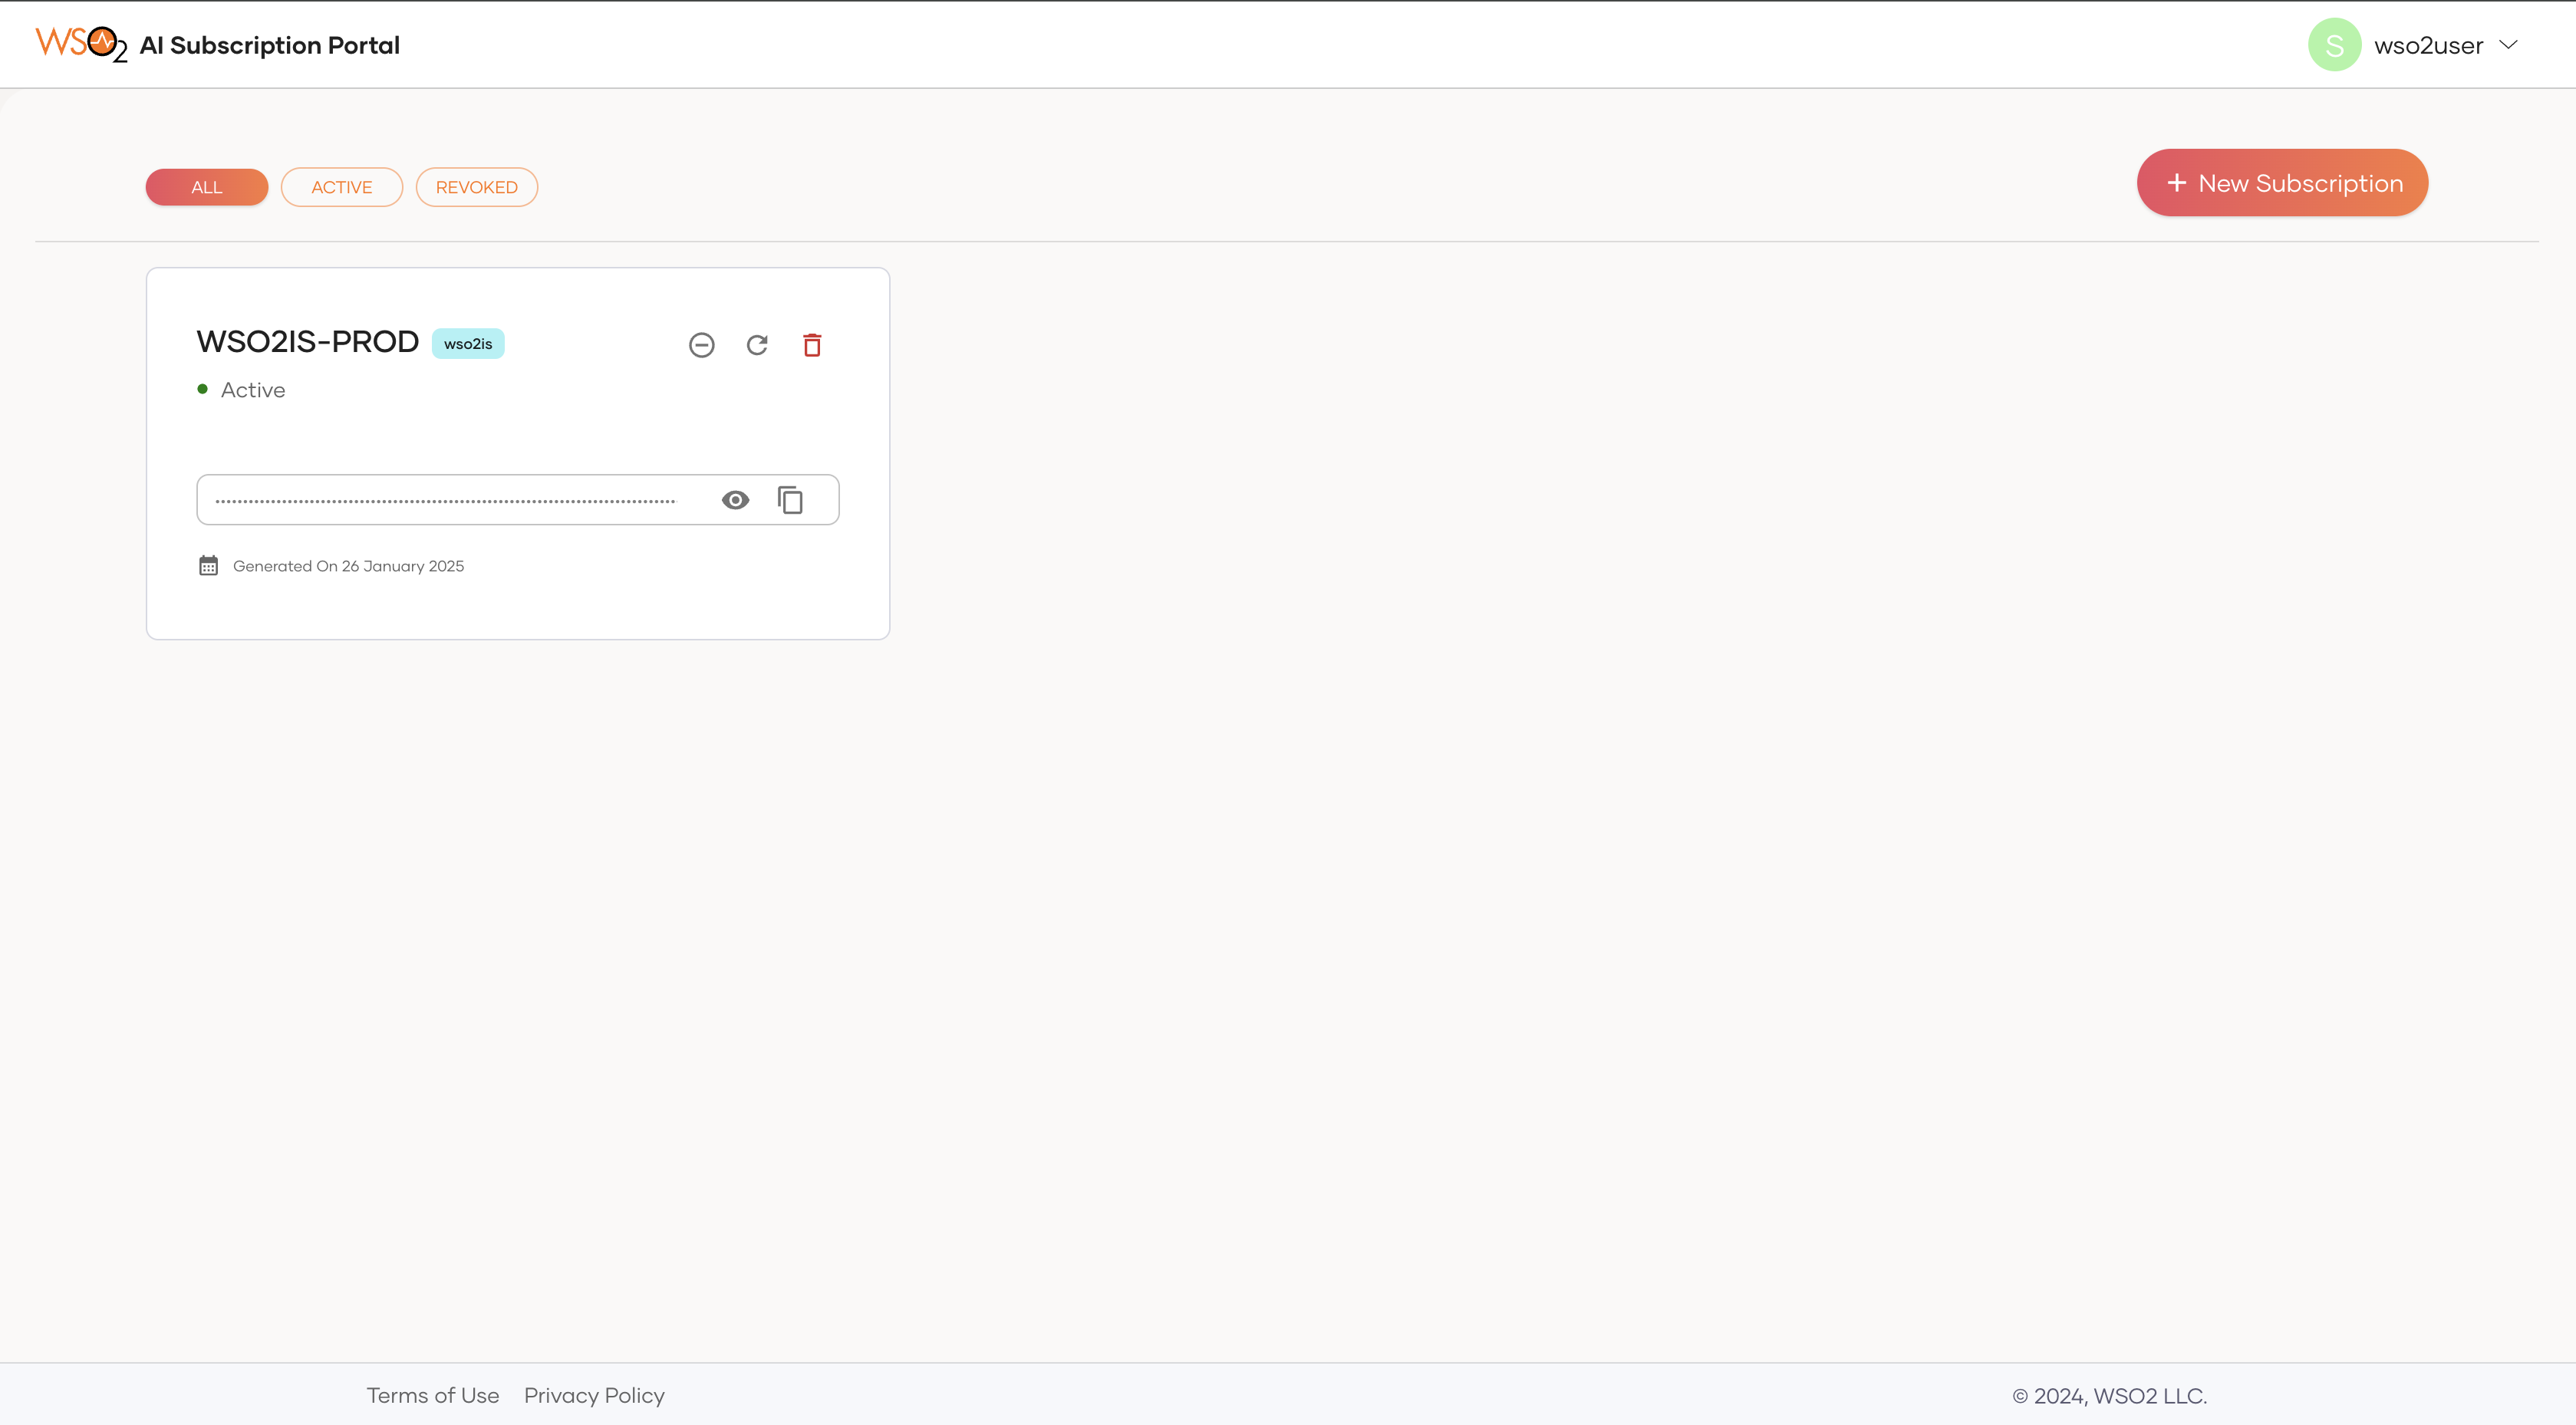 WSO2 AI Subscription Portal
S wso2user
ALL ACTIVE REVOKED
+ New Subscription
WSO2IS-PROD wso2is
Active
Generated On 26 January 2025
Terms of Use Privacy Policy
© 2024, WSO2 LLC.